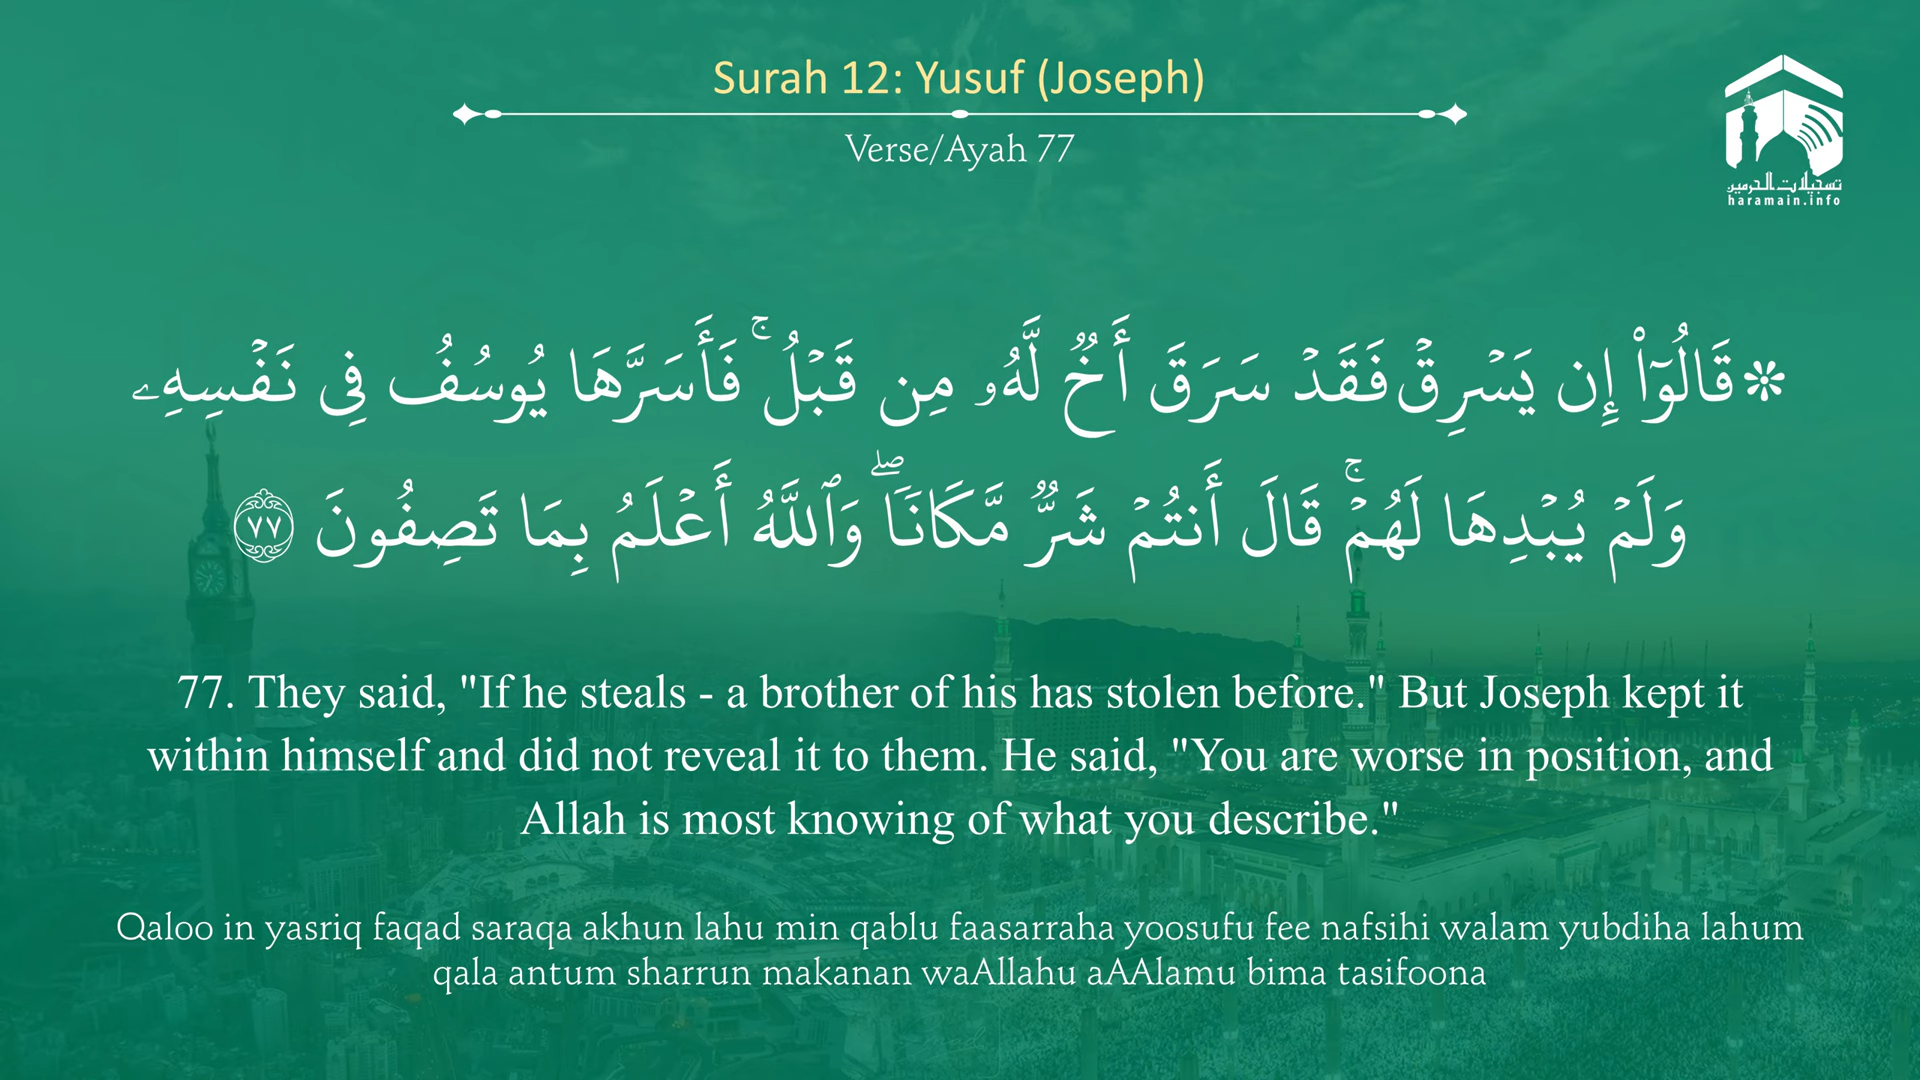 Surah 12: Yusuf (Joseph)
Verse/Ayah 77
تسجيلات الحرمين
haramain.info
۞ قَالُوٓا۟ إِن يَسْرِقْ فَقَدْ سَرَقَ أَخٌ لَّهُۥ مِن قَبْلُ ۚ فَأَسَرَّهَا يُوسُفُ فِى نَفْسِهِۦ
وَلَمْ يُبْدِهَا لَهُمْ ۚ قَالَ أَنتُمْ شَرٌّ مَّكَانًا ۖ وَٱللَّهُ أَعْلَمُ بِمَا تَصِفُونَ ٧٧
77. They said, "If he steals - a brother of his has stolen before." But Joseph kept it
within himself and did not reveal it to them. He said, "You are worse in position, and
Allah is most knowing of what you describe."
Qaloo in yasriq faqad saraqa akhun lahu min qablu faasarraha yoosufu fee nafsihi walam yubdiha lahum
qala antum sharrun makanan waAllahu aAAlamu bima tasifoona